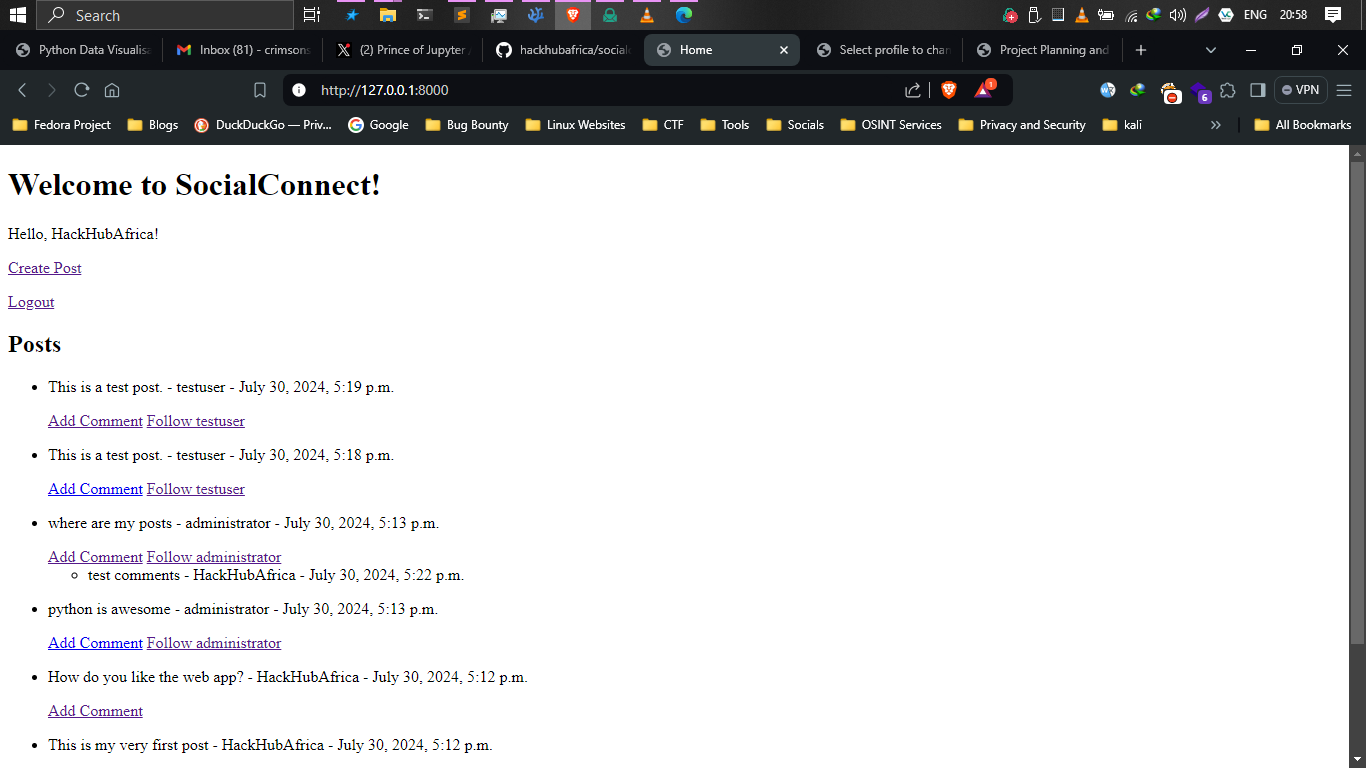 Search
ENG 20:58
Python Data Visualisa
Inbox (81) - crimsons
(2) Prince of Jupyter
hackhubafrica/social
Home
Select profile to chan
Project Planning and
http://127.0.0.1:8000
1
6
VPN
Fedora Project Blogs DuckDuckGo — Priv... Google Bug Bounty Linux Websites CTF Tools Socials OSINT Services Privacy and Security kali » All Bookmarks
Welcome to SocialConnect!
Hello, HackHubAfrica!
Create Post
Logout
Posts
This is a test post. - testuser - July 30, 2024, 5:19 p.m.
Add Comment Follow testuser
This is a test post. - testuser - July 30, 2024, 5:18 p.m.
Add Comment Follow testuser
where are my posts - administrator - July 30, 2024, 5:13 p.m.
Add Comment Follow administrator
test comments - HackHubAfrica - July 30, 2024, 5:22 p.m.
python is awesome - administrator - July 30, 2024, 5:13 p.m.
Add Comment Follow administrator
How do you like the web app? - HackHubAfrica - July 30, 2024, 5:12 p.m.
Add Comment
This is my very first post - HackHubAfrica - July 30, 2024, 5:12 p.m.